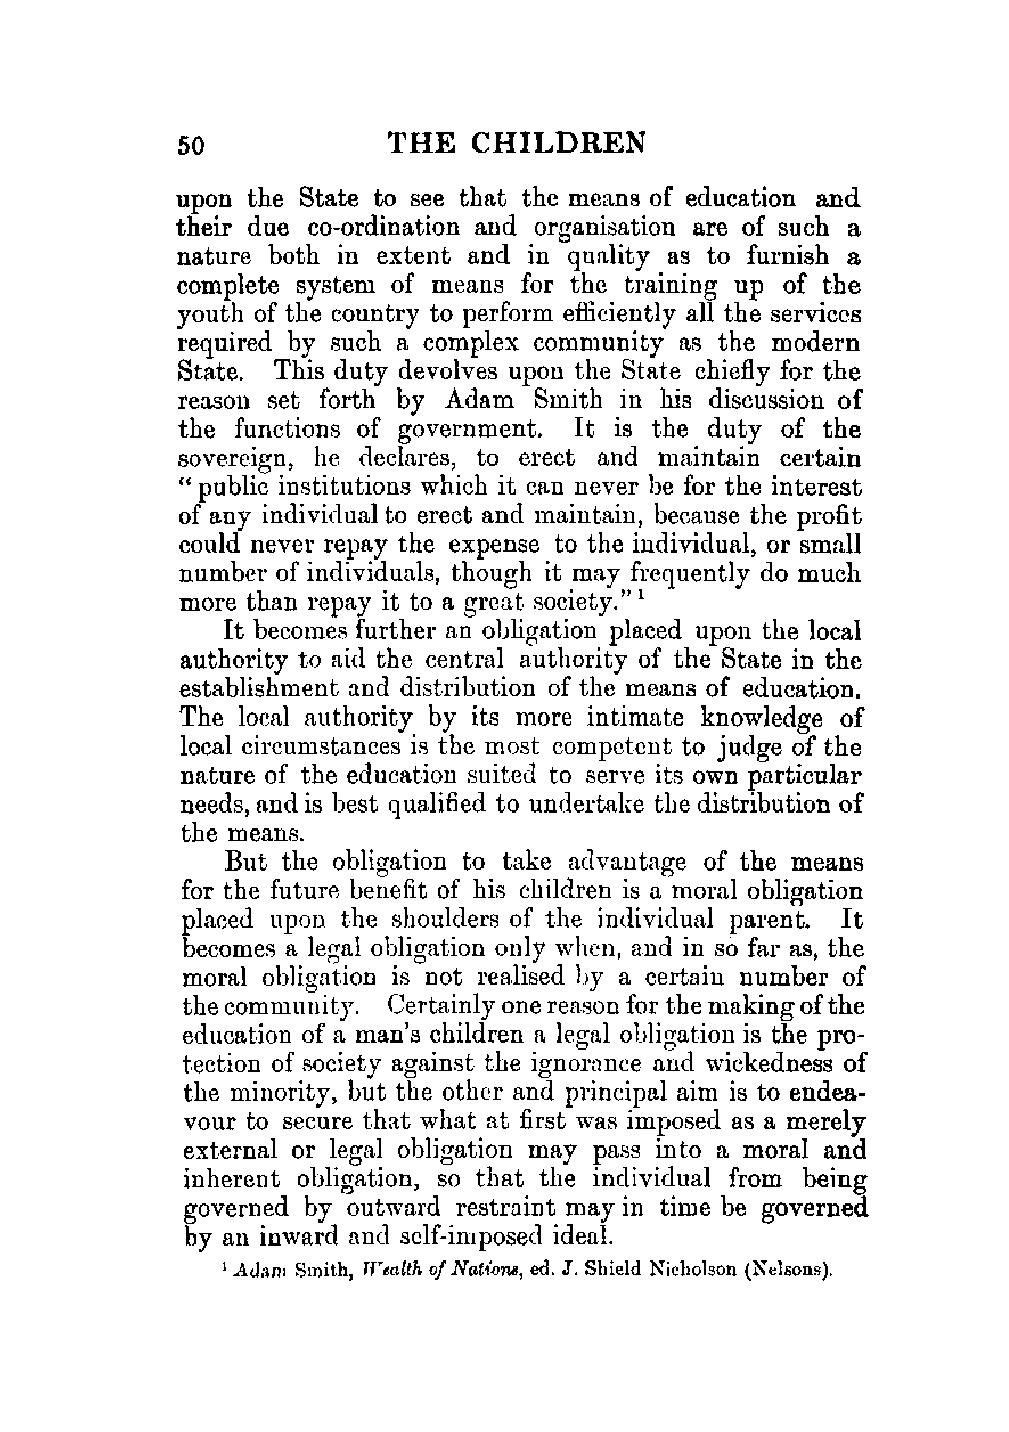 50 THE CHILDREN
upon the State to see that the means of education and
their due co-ordination and organisation are of such a
nature both in extent and in quality as to furnish a
complete system of means for the training up of the
youth of the country to perform efficiently all the services
required by such a complex community as the modern
State. This duty devolves upon the State chiefly for the
reason set forth by Adam Smith in his discussion of
the functions of government. It is the duty of the
sovereign, he declares, to erect and maintain certain
“public institutions which it can never be for the interest
of any individual to erect and maintain, because the profit
could never repay the expense to the individual, or small
number of individuals, though it may frequently do much
more than repay it to a great society.” ¹
It becomes further an obligation placed upon the local
authority to aid the central authority of the State in the
establishment and distribution of the means of education.
The local authority by its more intimate knowledge of
local circumstances is the most competent to judge of the
nature of the education suited to serve its own particular
needs, and is best qualified to undertake the distribution of
the means.
But the obligation to take advantage of the means
for the future benefit of his children is a moral obligation
placed upon the shoulders of the individual parent. It
becomes a legal obligation only when, and in so far as, the
moral obligation is not realised by a certain number of
the community. Certainly one reason for the making of the
education of a man's children a legal obligation is the pro-
tection of society against the ignorance and wickedness of
the minority, but the other and principal aim is to endea-
vour to secure that what at first was imposed as a merely
external or legal obligation may pass into a moral and
inherent obligation, so that the individual from being
governed by outward restraint may in time be governed
by an inward and self-imposed ideal.
¹ Adam Smith, Wealth of Nations, ed. J. Shield Nicholson (Nelsons).